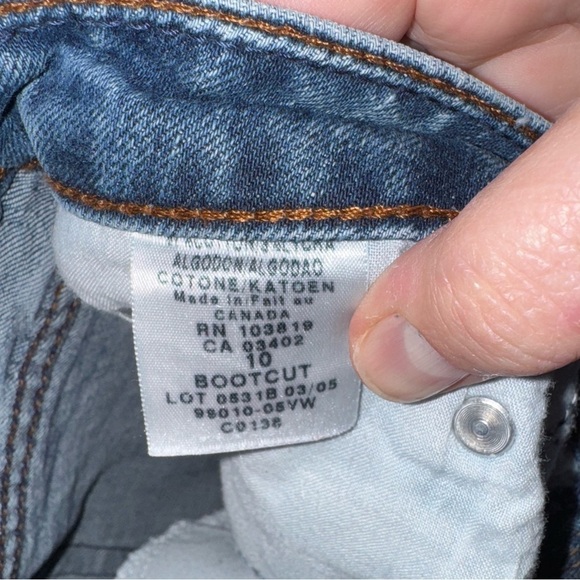 ALGODON/ALGODAO
COTONE/KATOEN
Made in/Fait au
CANADA
RN 103819
CA 03402
10
BOOTCUT
LOT 0531B 03/05
98010-05YW
C0138